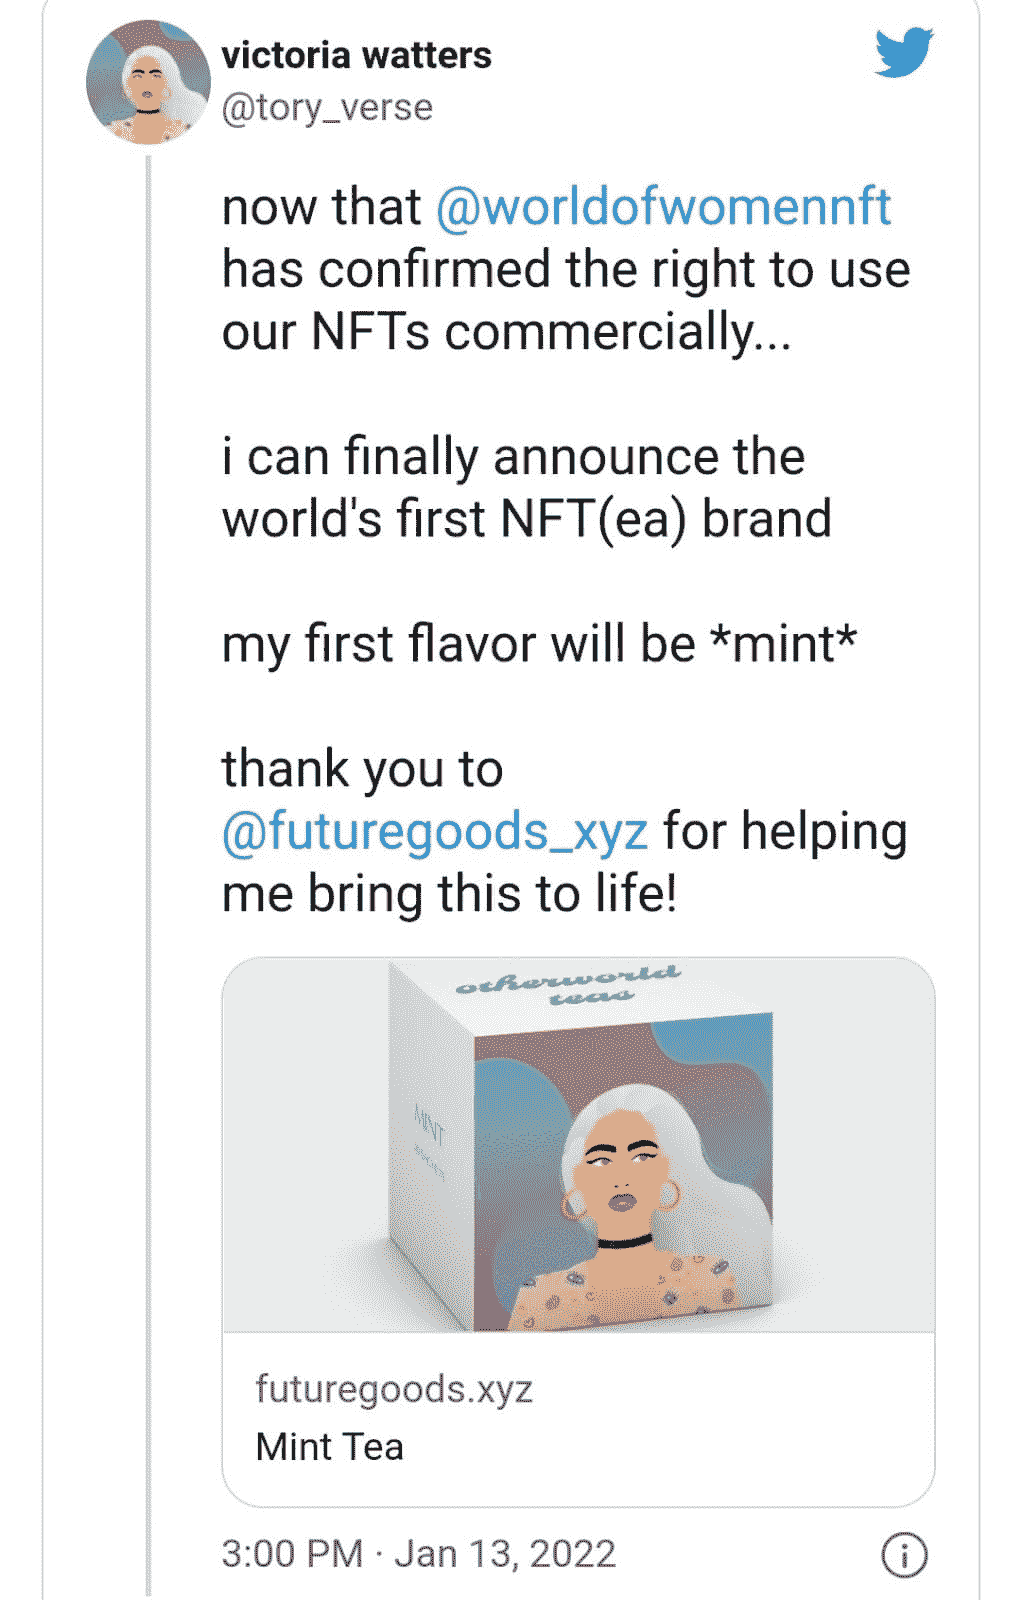 victoria watters
@tory_verse
now that @worldofwomennft
has confirmed the right to use
our NFTs commercially...
i can finally announce the
world's first NFT(ea) brand
my first flavor will be *mint*
thank you to
@futuregoods_xyz for helping
me bring this to life!
otherworld
teas
MINT
futuregoods.xyz
Mint Tea
3:00 PM · Jan 13, 2022